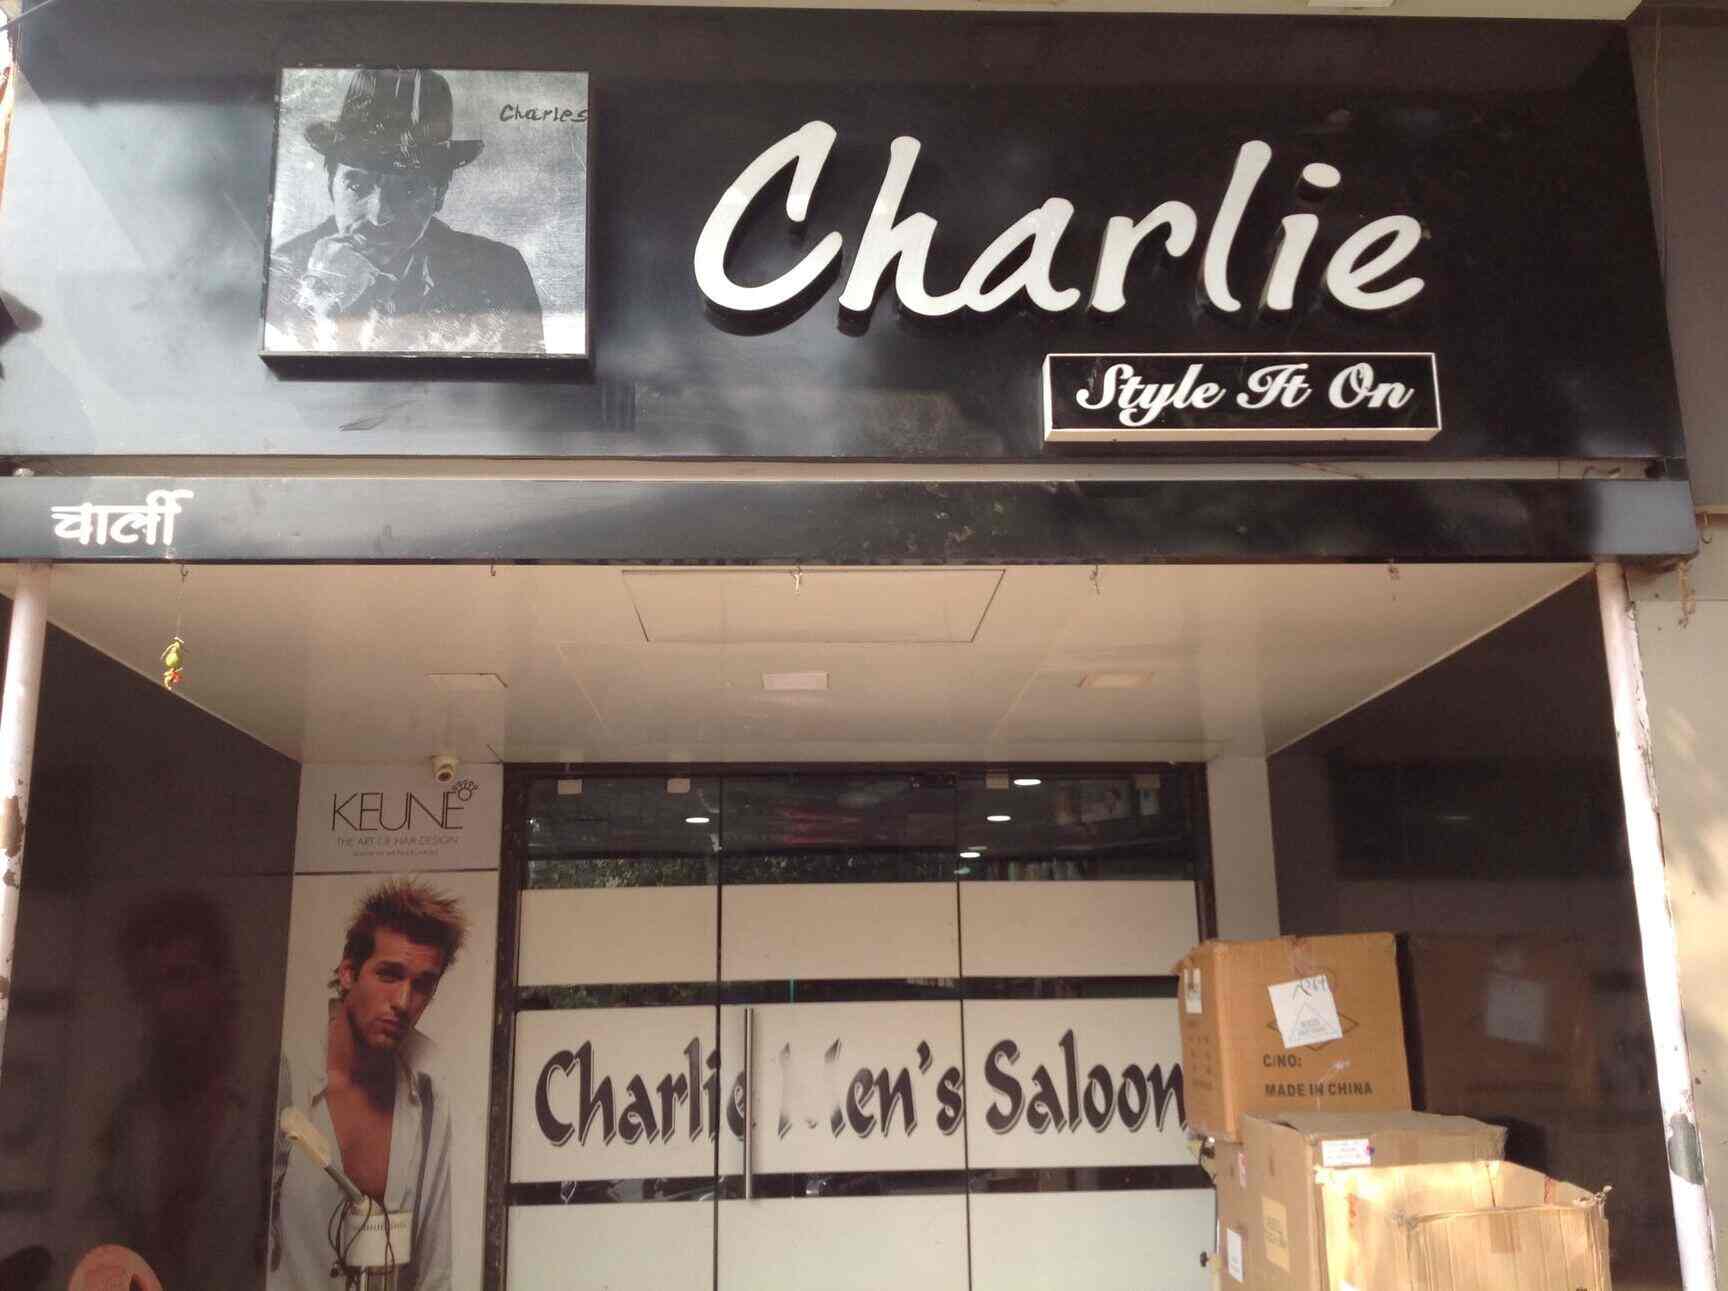 Charles
Charlie
Style It On
चार्ली
KEUNE
THE ART OF HAIR DESIGN
Charlie Men's Saloon
C/NO:
MADE IN CHINA